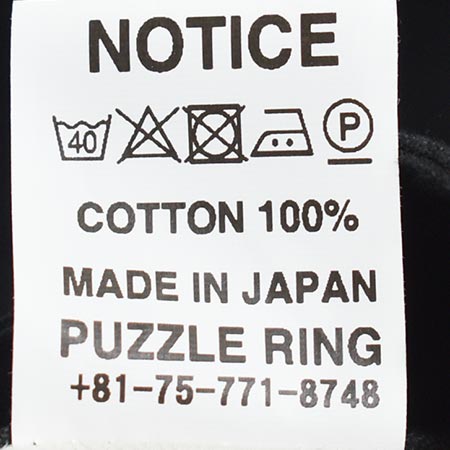 NOTICE
40 P
COTTON 100%
MADE IN JAPAN
PUZZLE RING
+81-75-771-8748